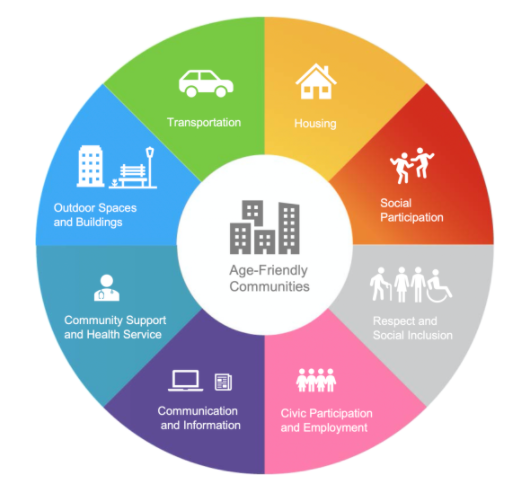 Transportation
Housing
Social
Participation
Respect and
Social Inclusion
Civic Participation
and Employment
Communication
and Information
Community Support
and Health Service
Outdoor Spaces
and Buildings
Age-Friendly
Communities